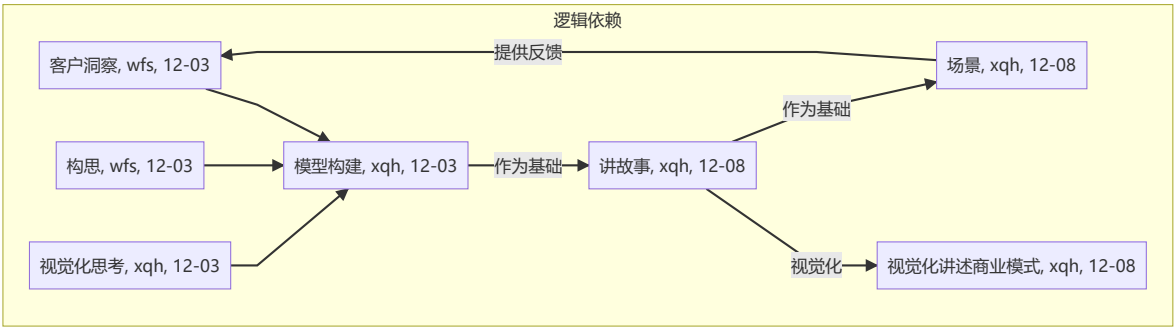 逻辑依赖
客户洞察, wfs, 12-03
提供反馈
场景, xqh, 12-08
作为基础
构思, wfs, 12-03
模型构建, xqh, 12-03
作为基础
讲故事, xqh, 12-08
视觉化思考, xqh, 12-03
视觉化
视觉化讲述商业模式, xqh, 12-08